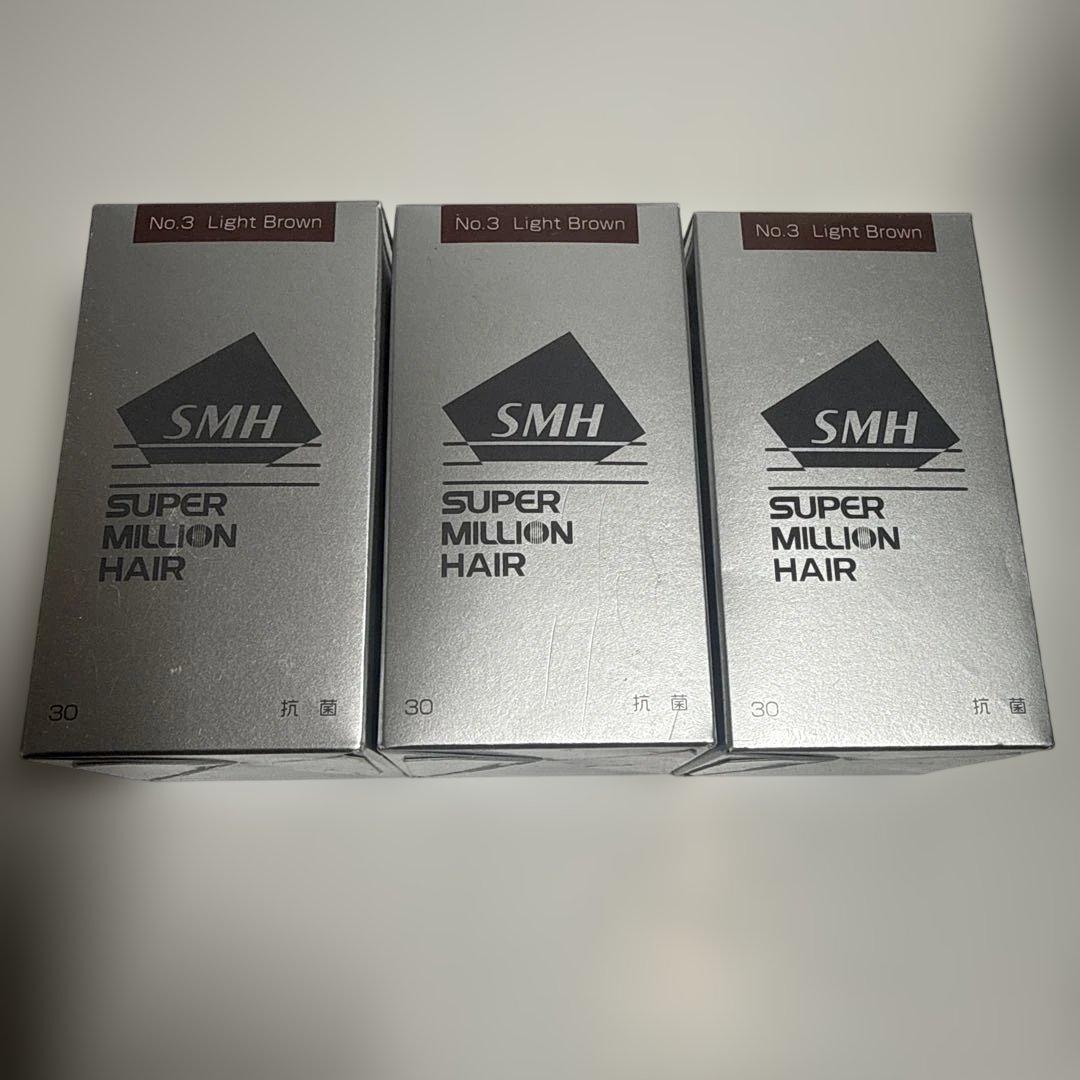 No.3 Light Brown
SMH
SUPER
MILLION
HAIR
30 抗菌
No.3 Light Brown
SMH
SUPER
MILLION
HAIR
30 抗菌
No.3 Light Brown
SMH
SUPER
MILLION
HAIR
30 抗菌